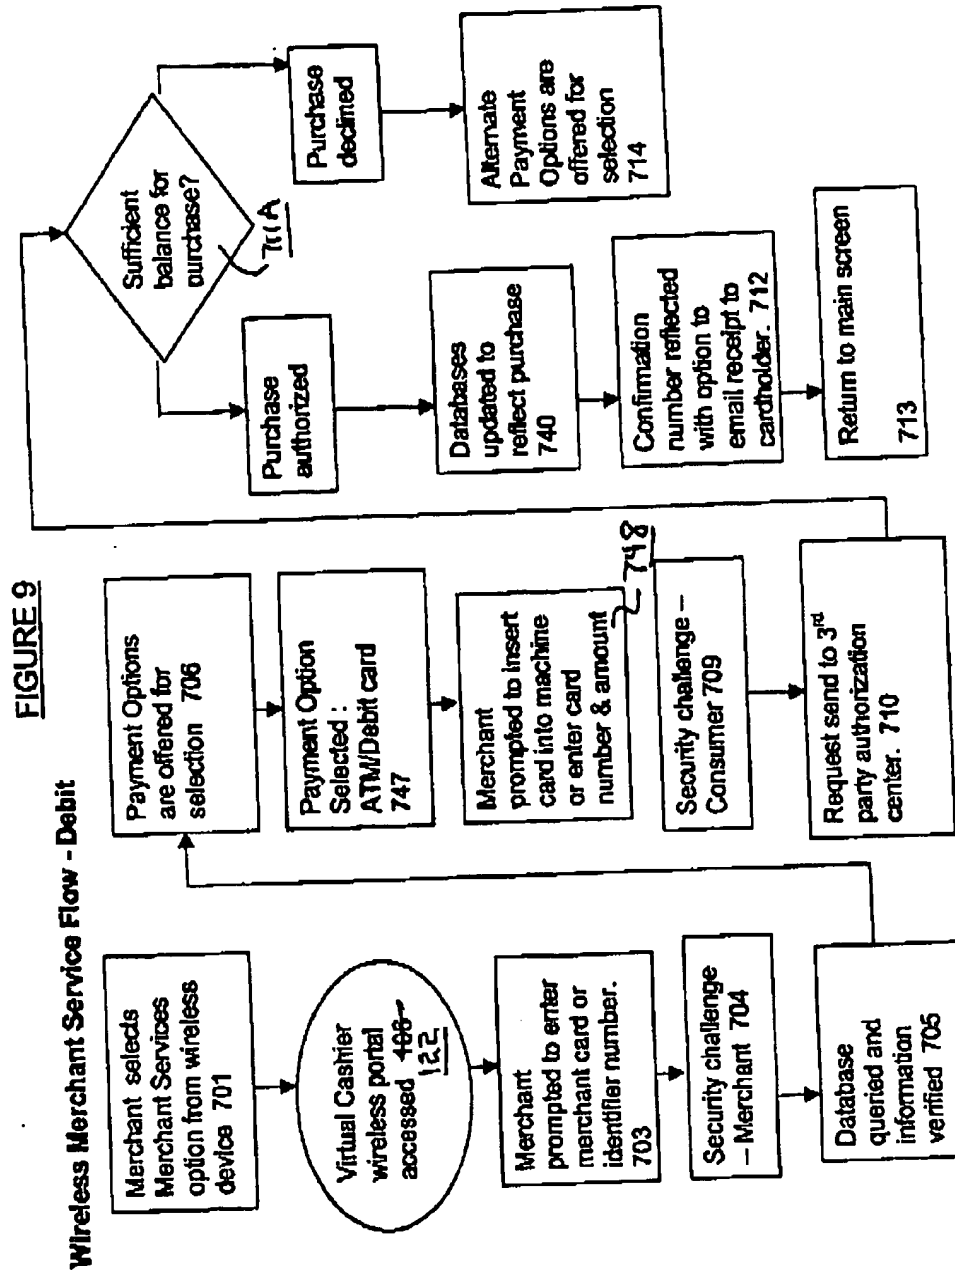 FIGURE 9
Wireless Merchant Service Flow - Debit
Merchant selects
Merchant Services
option from wireless
device 701
Virtual Cashier
wireless portal
accessed
122
Merchant
prompted to enter
merchant card or
identifier number.
703
Security challenge
– Merchant 704
Database
queried and
information
verified 705
Payment Options
are offered for
selection 706
Payment Option
Selected :
ATM/Debit card
747
Merchant
prompted to insert
card into machine
or enter card
number & amount
748
Security challenge –
Consumer 709
Request send to 3rd
party authorization
center. 710
Sufficient
balance for
purchase?
711A
Purchase
authorized
Databases
updated to
reflect purchase
740
Confirmation
number reflected
with option to
email receipt to
cardholder. 712
Return to main screen
713
Purchase
declined
Alternate
Payment
Options are
offered for
selection
714